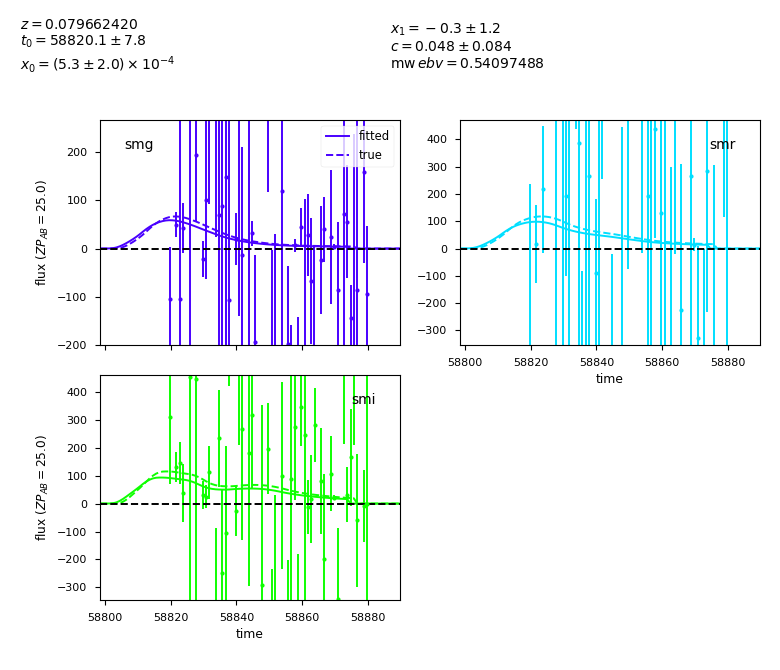 z = 0.079662420
t₀ = 58820.1 ± 7.8
x₀ = (5.3 ± 2.0) × 10⁻⁴
x₁ = −0.3 ± 1.2
c = 0.048 ± 0.084
mw ebv = 0.54097488
smg
fitted
true
200
100
0
−100
−200
flux (ZP_AB = 25.0)
smr
400
300
200
100
0
−100
−200
−300
58800 58820 58840 58860 58880
time
smi
400
300
200
100
0
−100
−200
−300
flux (ZP_AB = 25.0)
58800 58820 58840 58860 58880
time